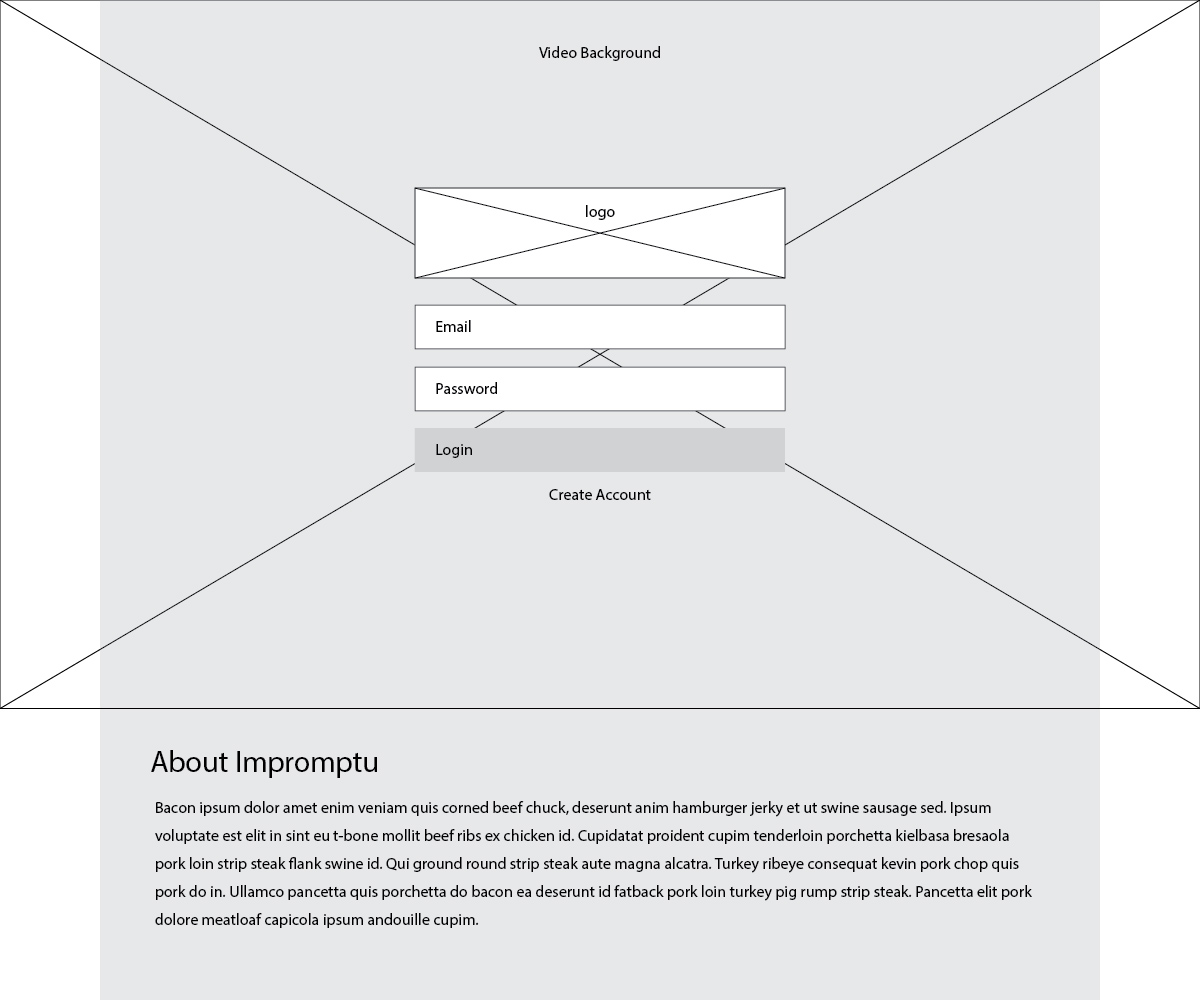 Video Background
logo
Email
Password
Login
Create Account
About Impromptu
Bacon ipsum dolor amet enim veniam quis corned beef chuck, deserunt anim hamburger jerky et ut swine sausage sed. Ipsum
voluptate est elit in sint eu t-bone mollit beef ribs ex chicken id. Cupidatat proident cupim tenderloin porchetta kielbasa bresaola
pork loin strip steak flank swine id. Qui ground round strip steak aute magna alcatra. Turkey ribeye consequat kevin pork chop quis
pork do in. Ullamco pancetta quis porchetta do bacon ea deserunt id fatback pork loin turkey pig rump strip steak. Pancetta elit pork
dolore meatloaf capicola ipsum andouille cupim.